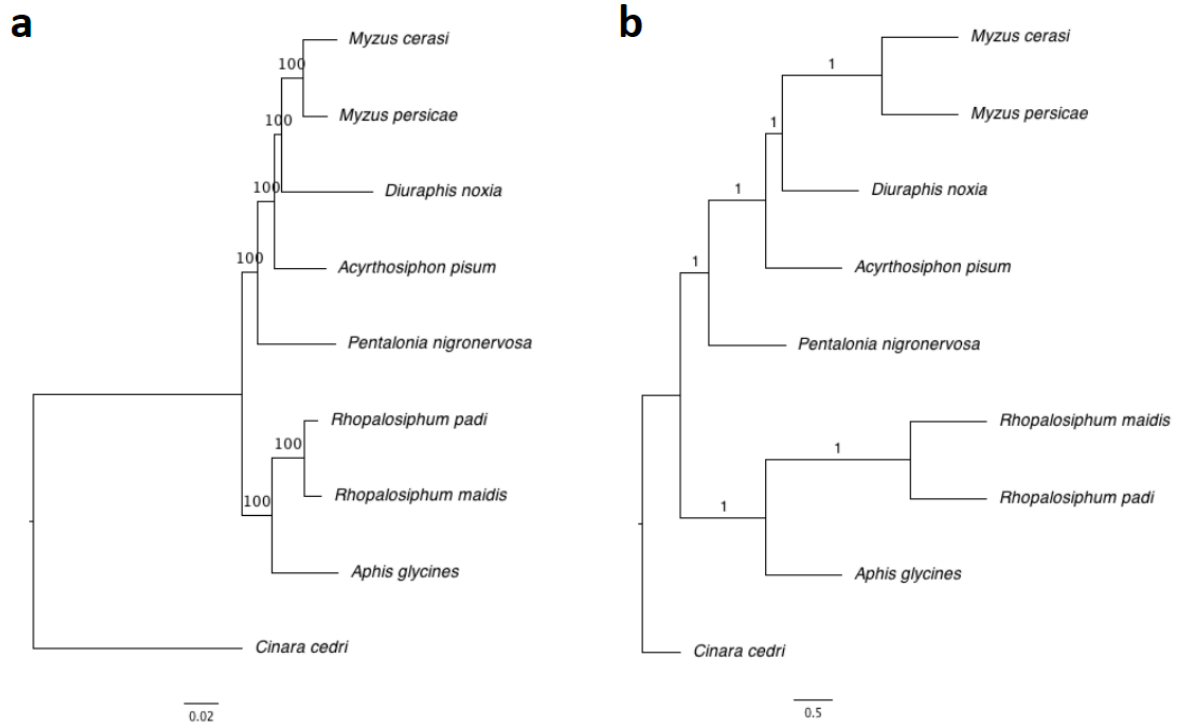 a
Myzus cerasi
100
Myzus persicae
100
Diuraphis noxia
100
Acyrthosiphon pisum
100
Pentalonia nigronervosa
Rhopalosiphum padi
100
Rhopalosiphum maidis
100
Aphis glycines
Cinara cedri
0.02
b
Myzus cerasi
1
Myzus persicae
1
Diuraphis noxia
1
Acyrthosiphon pisum
1
Pentalonia nigronervosa
Rhopalosiphum maidis
1
Rhopalosiphum padi
1
Aphis glycines
Cinara cedri
0.5